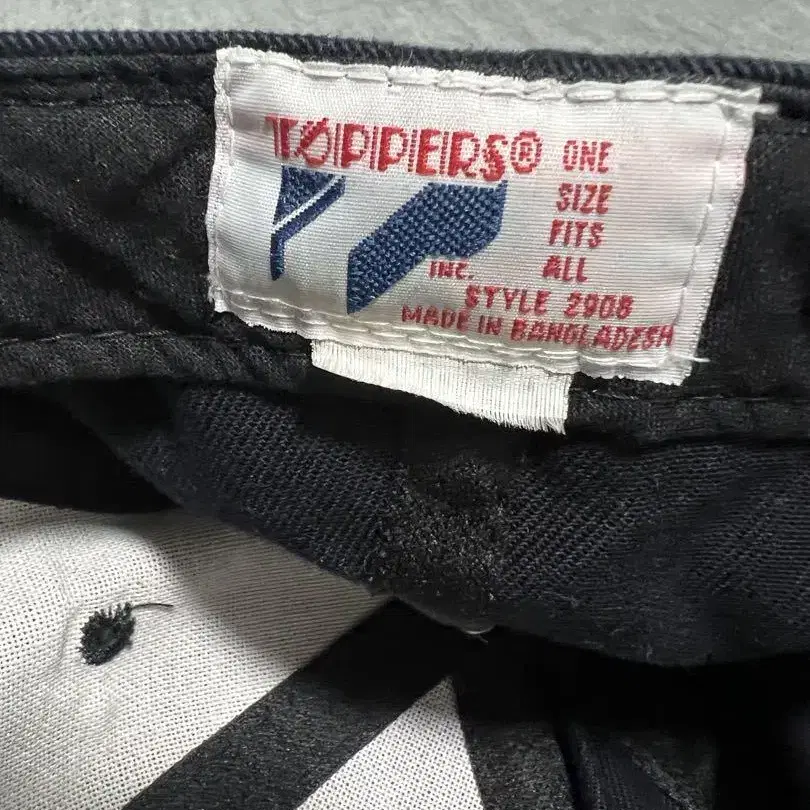 TOPPERS®
INC.
ONE
SIZE
FITS
ALL
STYLE 2908
MADE IN BANGLADESH